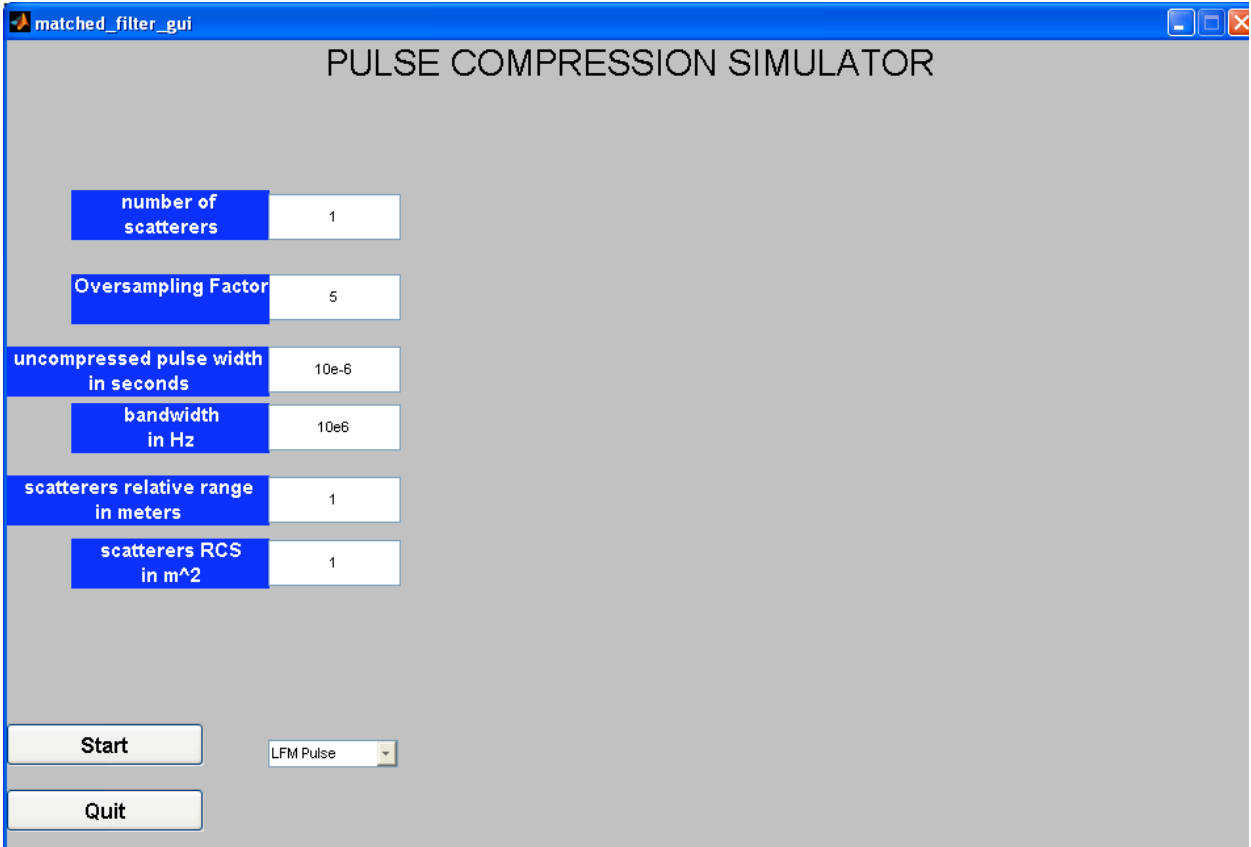 matched_filter_gui
PULSE COMPRESSION SIMULATOR
number of
scatterers
1
Oversampling Factor
5
uncompressed pulse width
in seconds
10e-6
bandwidth
in Hz
10e6
scatterers relative range
in meters
1
scatterers RCS
in m^2
1
Start
LFM Pulse
Quit